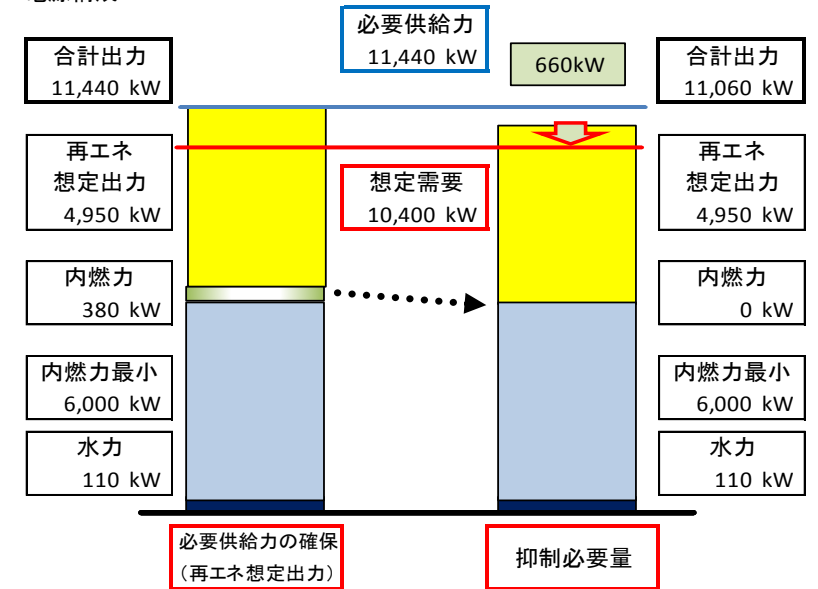 必要供給力
11,440 kW
660kW
合計出力
11,440 kW
合計出力
11,060 kW
再エネ
想定出力
4,950 kW
想定需要
10,400 kW
再エネ
想定出力
4,950 kW
内燃力
380 kW
内燃力
0 kW
内燃力最小
6,000 kW
内燃力最小
6,000 kW
水力
110 kW
水力
110 kW
必要供給力の確保
（再エネ想定出力）
抑制必要量